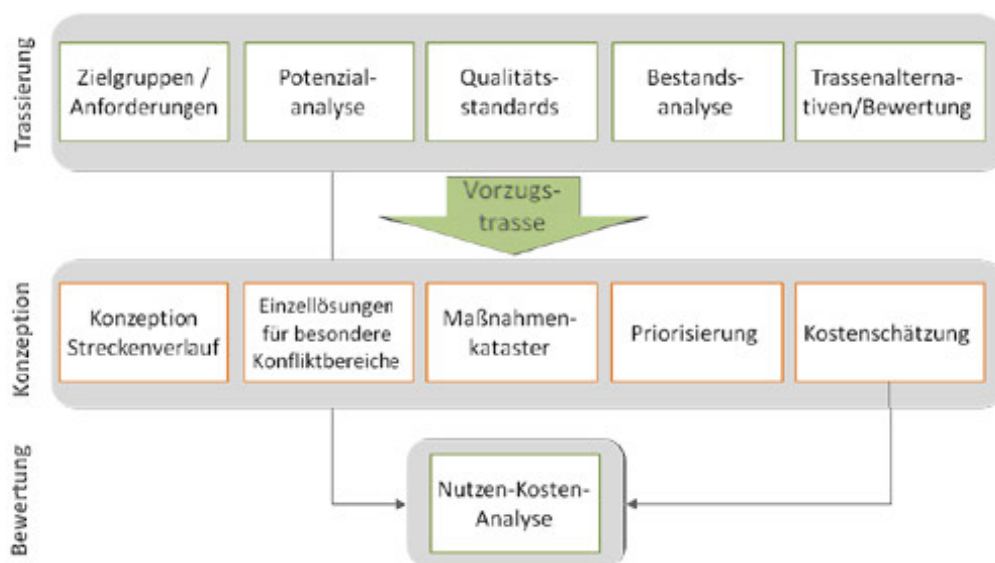 Trassierung
Zielgruppen /
Anforderungen
Potenzial-
analyse
Qualitäts-
standards
Bestands-
analyse
Trassenalterna-
tiven/Bewertung
Vorzugs-
trasse
Konzeption
Konzeption
Streckenverlauf
Einzellösungen
für besondere
Konfliktbereiche
Maßnahmen-
kataster
Priorisierung
Kostenschätzung
Bewertung
Nutzen-Kosten-
Analyse